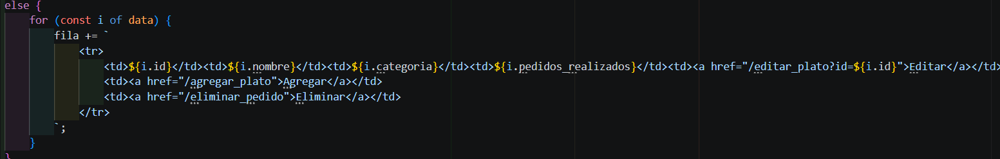 else {
for (const i of data) {
fila += `
<tr>
<td>${i.id}</td><td>${i.nombre}</td><td>${i.categoria}</td><td>${i.pedidos_realizados}</td><td><a href="/editar_plato?id=${i.id}">Editar</a></td>
<td><a href="/agregar_plato">Agregar</a></td>
<td><a href="/eliminar_pedido">Eliminar</a></td>
</tr>
`;
}
}